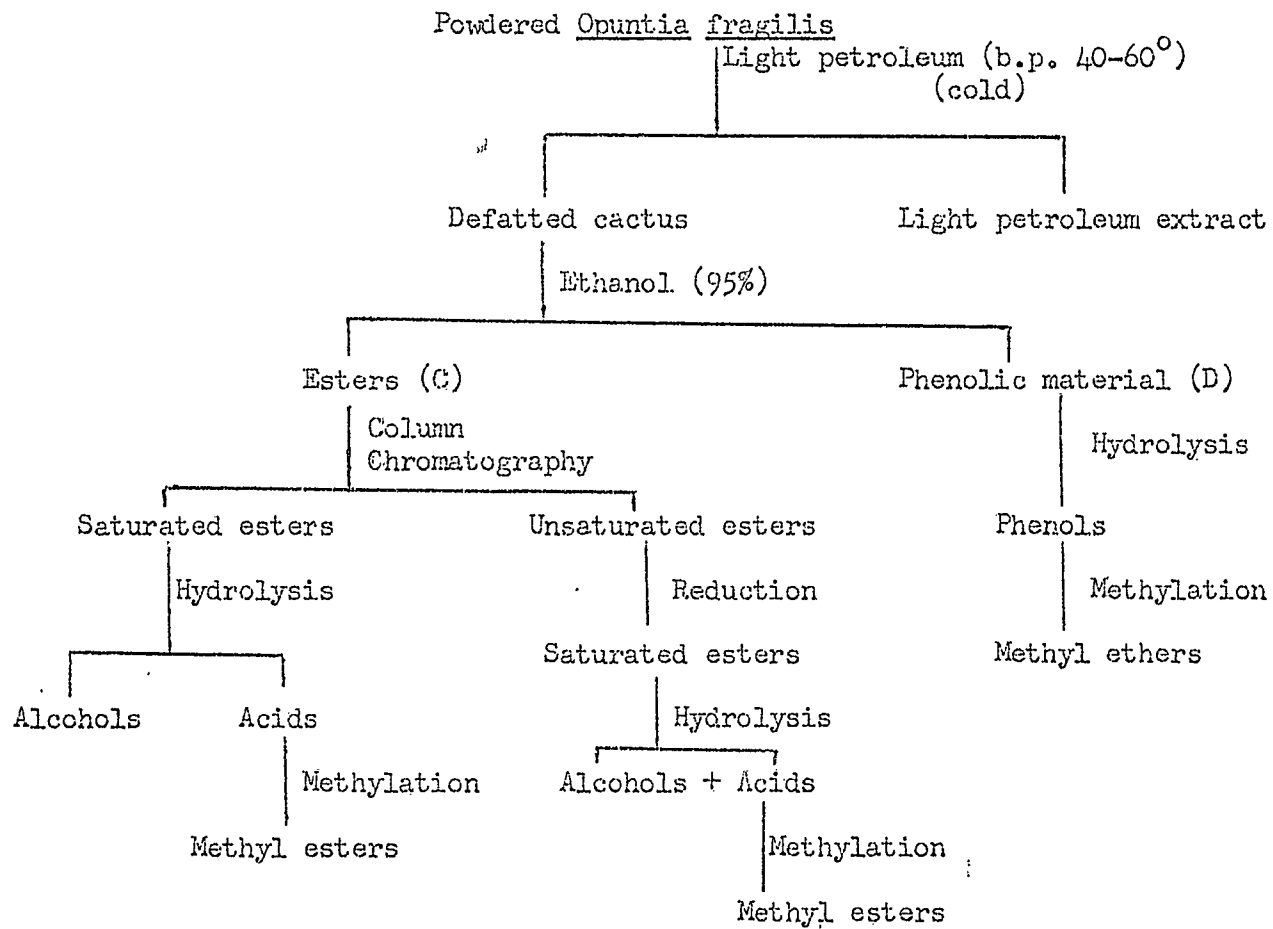 Powdered Opuntia fragilis
Light petroleum (b.p. 40-60°)
(cold)
Defatted cactus
Light petroleum extract
Ethanol (95%)
Esters (C)
Phenolic material (D)
Column
Chromatography
Hydrolysis
Saturated esters
Unsaturated esters
Phenols
Hydrolysis
Reduction
Methylation
Saturated esters
Methyl ethers
Alcohols
Acids
Hydrolysis
Methylation
Alcohols + Acids
Methyl esters
Methylation
Methyl esters